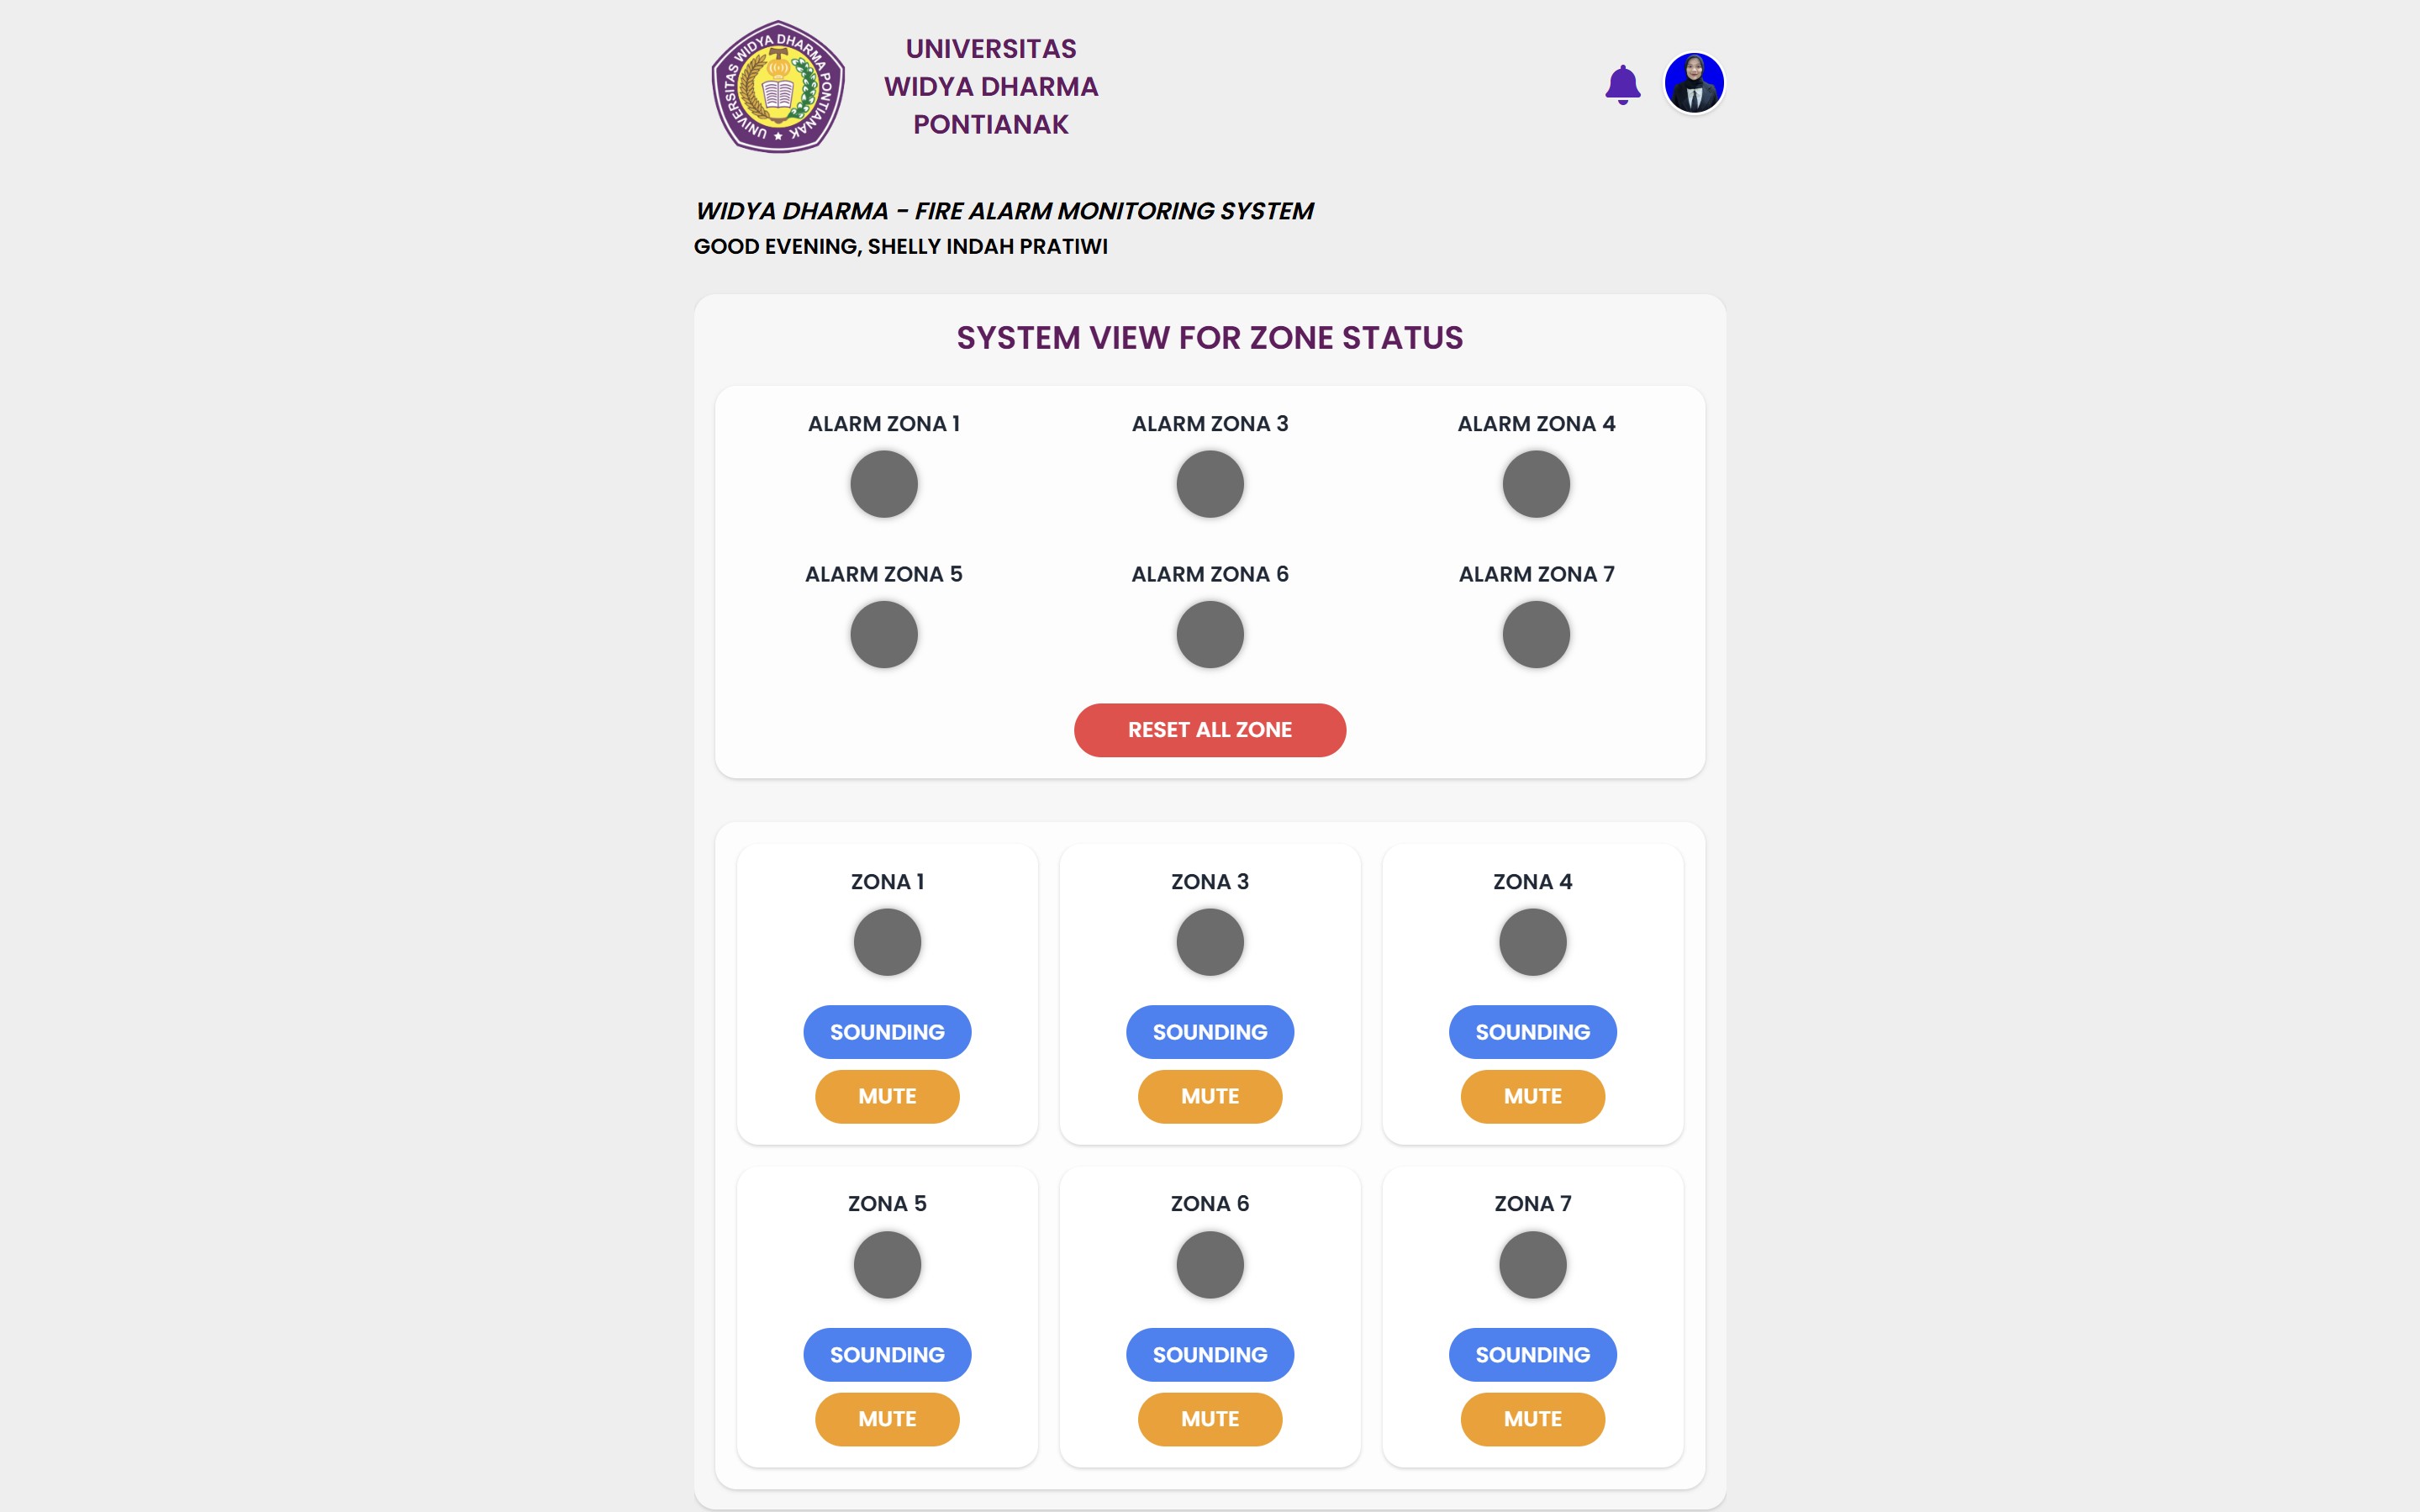 UNIVERSITAS WIDYA DHARMA PONTIANAK
UNIVERSITAS
WIDYA DHARMA
PONTIANAK
WIDYA DHARMA - FIRE ALARM MONITORING SYSTEM
GOOD EVENING, SHELLY INDAH PRATIWI
SYSTEM VIEW FOR ZONE STATUS
ALARM ZONA 1 ALARM ZONA 3 ALARM ZONA 4
ALARM ZONA 5 ALARM ZONA 6 ALARM ZONA 7
RESET ALL ZONE
ZONA 1 ZONA 3 ZONA 4
SOUNDING SOUNDING SOUNDING
MUTE MUTE MUTE
ZONA 5 ZONA 6 ZONA 7
SOUNDING SOUNDING SOUNDING
MUTE MUTE MUTE